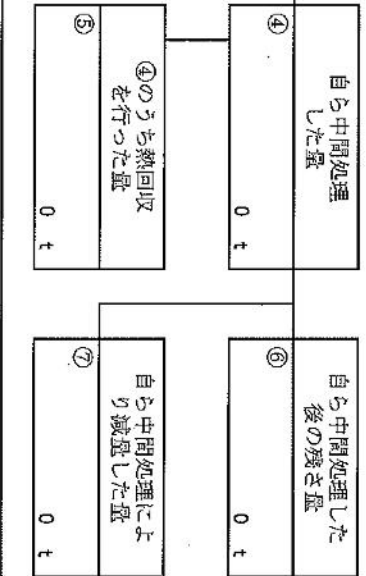 自ら中間処理
した量
④
0 t
自ら中間処理した
後の残さ量
⑥
0 t
④のうち熱回収
を行った量
⑤
0 t
自ら中間処理によ
り減量した量
⑦
0 t